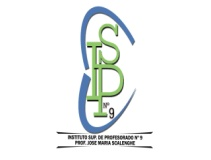 ISP
Nº
9
INSTITUTO SUP. DE PROFESORADO Nº 9
PROF. JOSE MARIA SCALENGHE